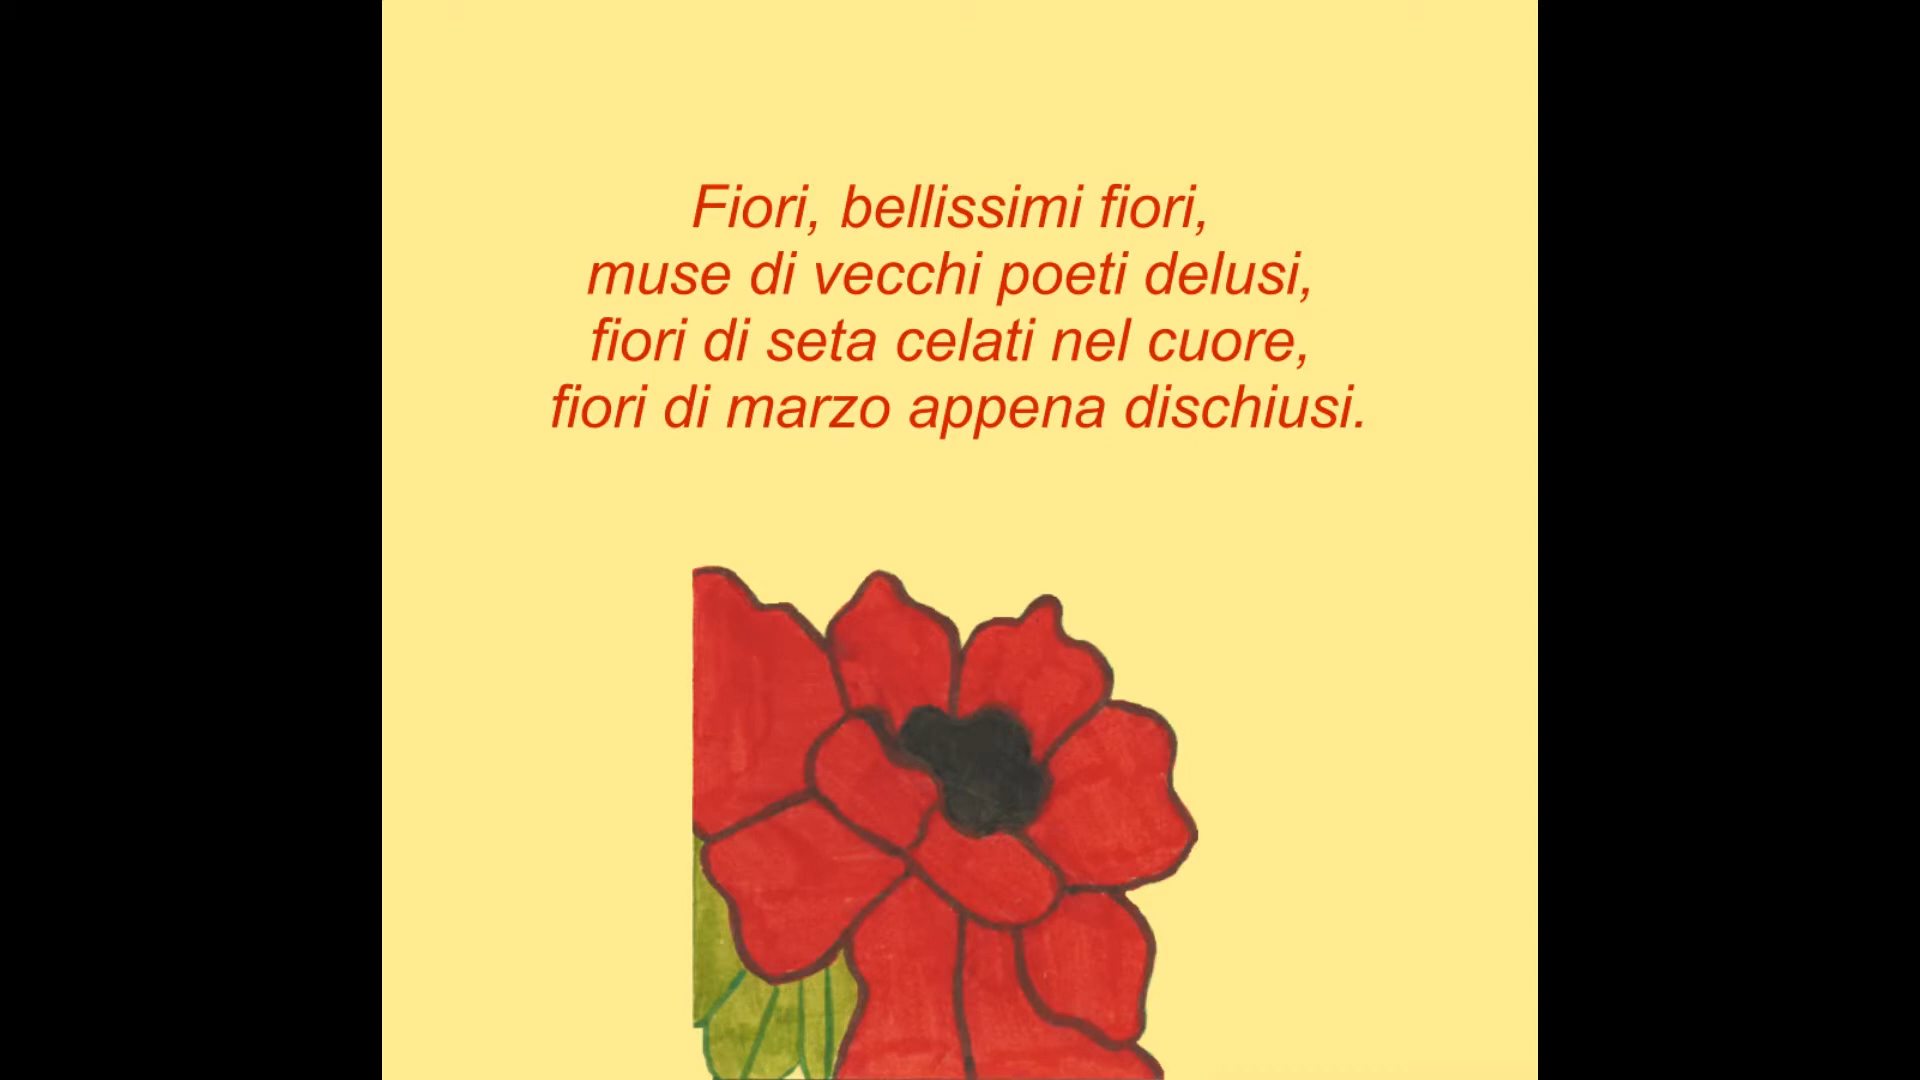 Fiori, bellissimi fiori,
muse di vecchi poeti delusi,
fiori di seta celati nel cuore,
fiori di marzo appena dischiusi.